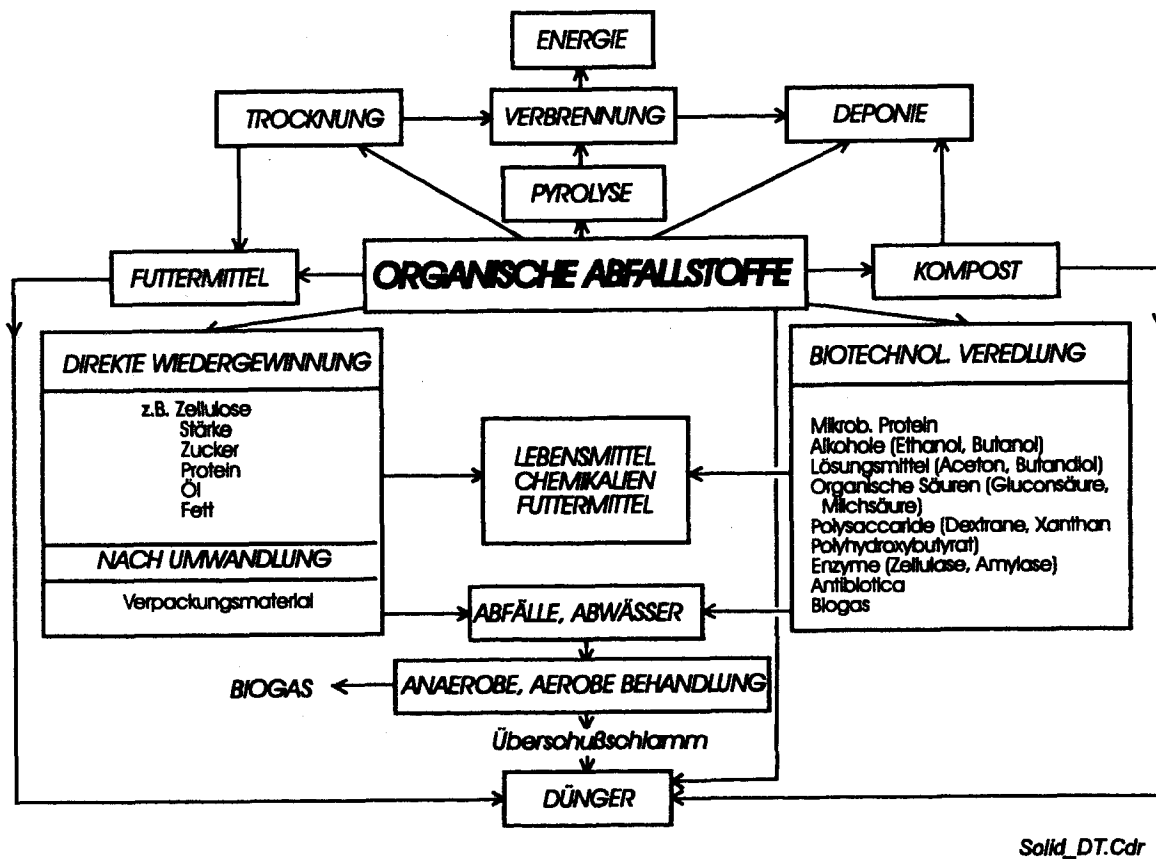 ENERGIE
TROCKNUNG
VERBRENNUNG
DEPONIE
PYROLYSE
FUTTERMITTEL
ORGANISCHE ABFALLSTOFFE
KOMPOST
DIREKTE WIEDERGEWINNUNG
z.B. Zellulose
Stärke
Zucker
Protein
Öl
Fett
NACH UMWANDLUNG
Verpackungsmaterial
LEBENSMITTEL
CHEMIKALIEN
FUTTERMITTEL
BIOTECHNOL. VEREDLUNG
Mikrob. Protein
Alkohole (Ethanol, Butanol)
Lösungsmittel (Aceton, Butandiol)
Organische Säuren (Gluconsäure,
Milchsäure)
Polysaccaride (Dextrane, Xanthan
Polyhydroxybutyrat)
Enzyme (Zellulase, Amylase)
Antibiotica
Biogas
ABFÄLLE, ABWÄSSER
BIOGAS
ANAEROBE, AEROBE BEHANDLUNG
Überschußschlamm
DÜNGER
Solid_DT.Cdr